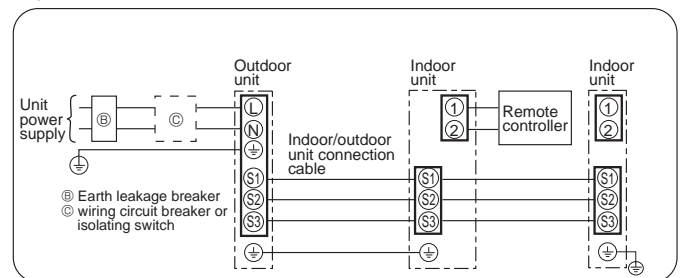 Outdoor
unit
Indoor
unit
Indoor
unit
Unit
power
supply
Ⓑ
Ⓒ
L
N
S1
S2
S3
Indoor/outdoor
unit connection
cable
1
2
Remote
controller
S1
S2
S3
1
2
S1
S2
S3
Ⓑ Earth leakage breaker
Ⓒ wiring circuit breaker or
isolating switch